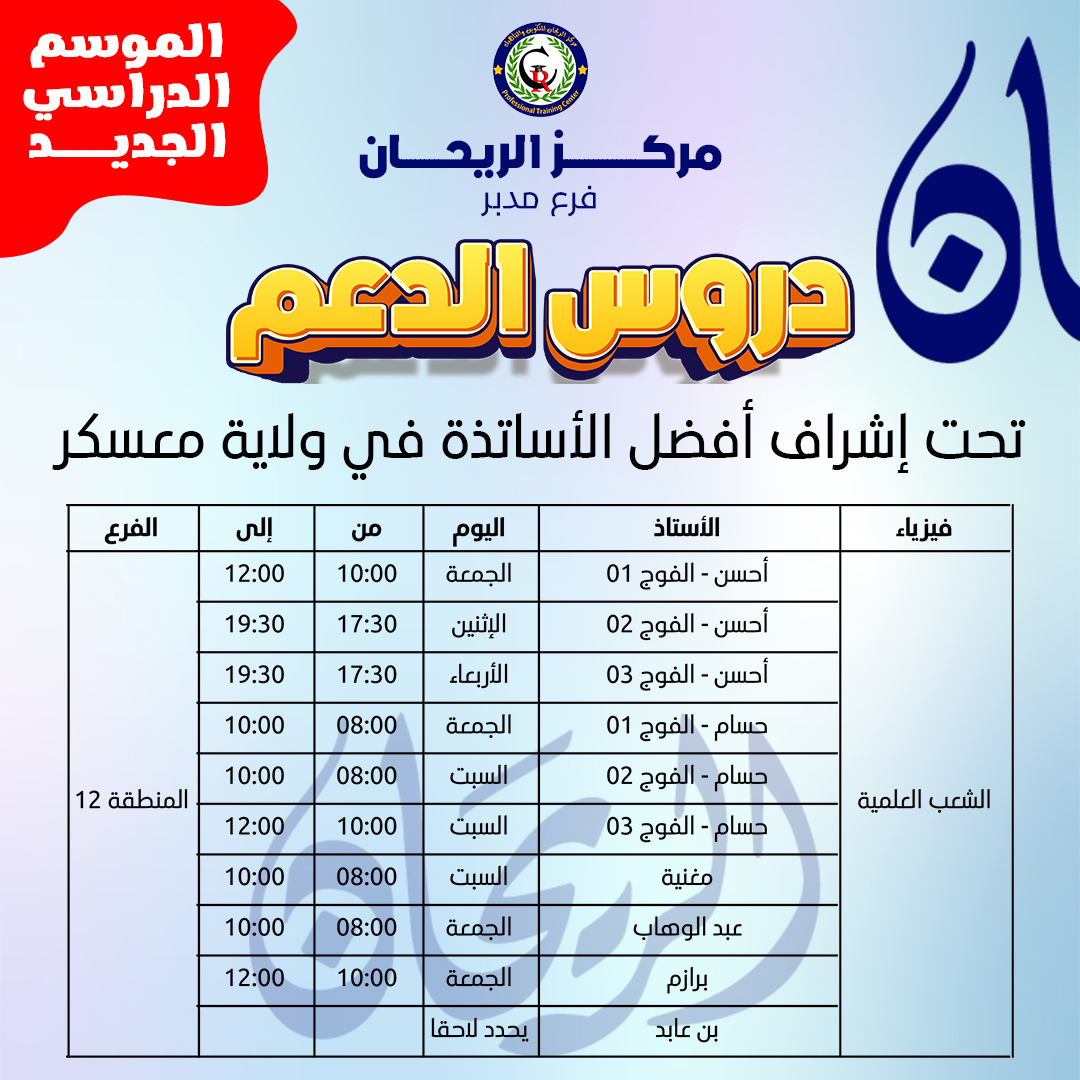 الموسم
الدراسي
الجديد
مركز الريحان للتكوين والتأهيل
Professional Training Center
مركز الريحان
فرع مدبر
دروس الدعم
تحت إشراف أفضل الأساتذة في ولاية معسكر
فيزياء الأستاذ اليوم من إلى الفرع
أحسن - الفوج 01 الجمعة 10:00 12:00
أحسن - الفوج 02 الإثنين 17:30 19:30
أحسن - الفوج 03 الأربعاء 17:30 19:30
حسام - الفوج 01 الجمعة 08:00 10:00
حسام - الفوج 02 السبت 08:00 10:00
الشعب العلمية المنطقة 12
حسام - الفوج 03 السبت 10:00 12:00
مغنية السبت 08:00 10:00
عبد الوهاب الجمعة 08:00 10:00
برازم الجمعة 10:00 12:00
بن عابد يحدد لاحقا
الريحان